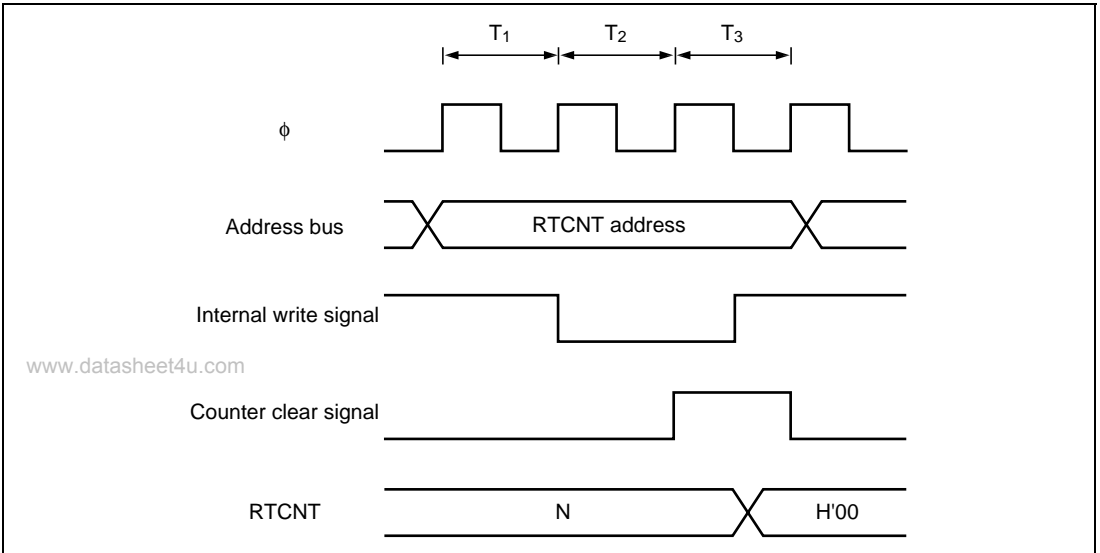 T1 T2 T3
φ
Address bus RTCNT address
Internal write signal
www.datasheet4u.com
Counter clear signal
RTCNT N H'00